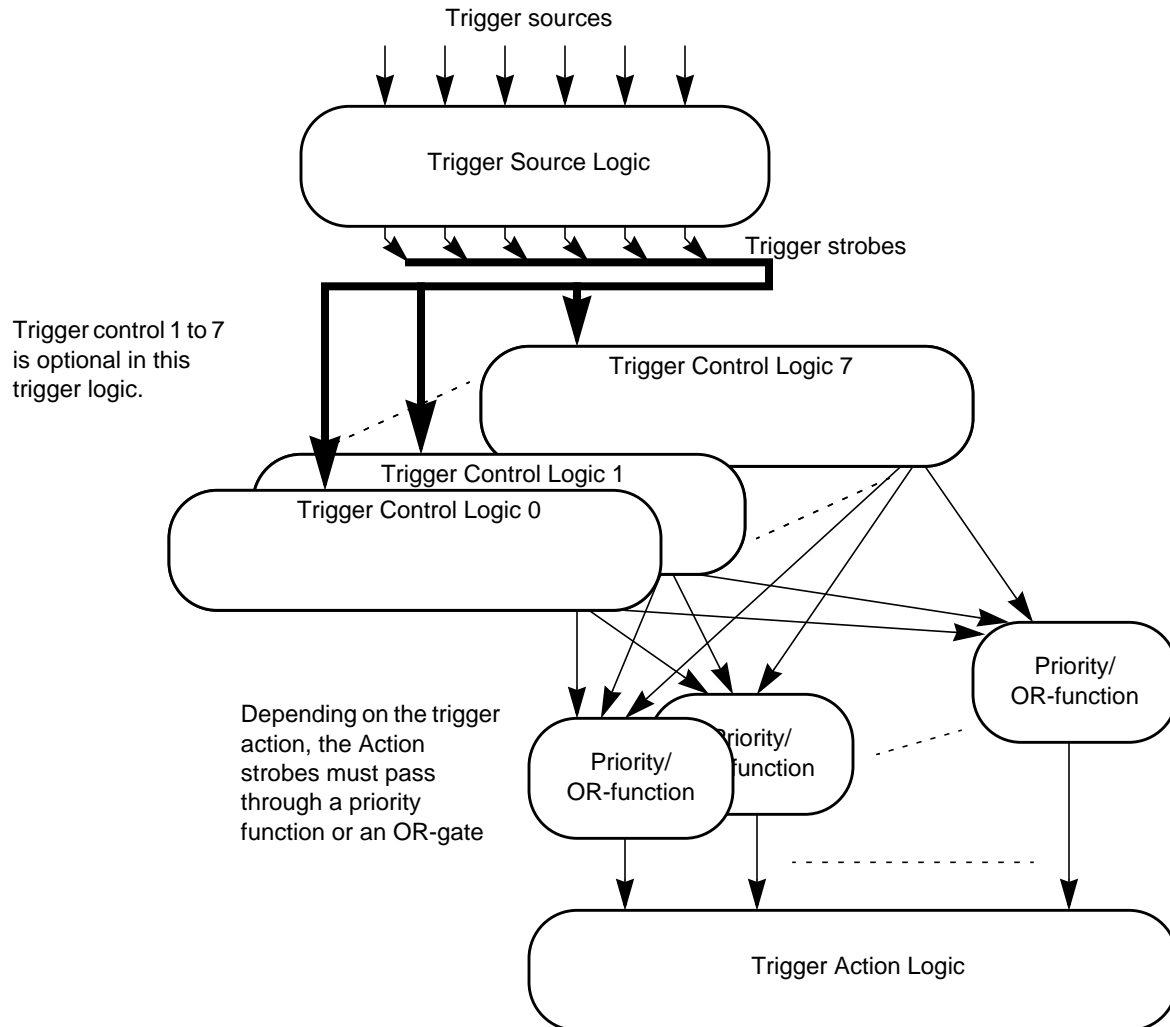 Trigger sources
Trigger Source Logic
Trigger strobes
Trigger control 1 to 7
is optional in this
trigger logic.
Trigger Control Logic 7
Trigger Control Logic 1
Trigger Control Logic 0
Priority/
OR-function
Depending on the trigger
action, the Action
strobes must pass
through a priority
function or an OR-gate
Priority/
OR-function
riority/
function
Trigger Action Logic